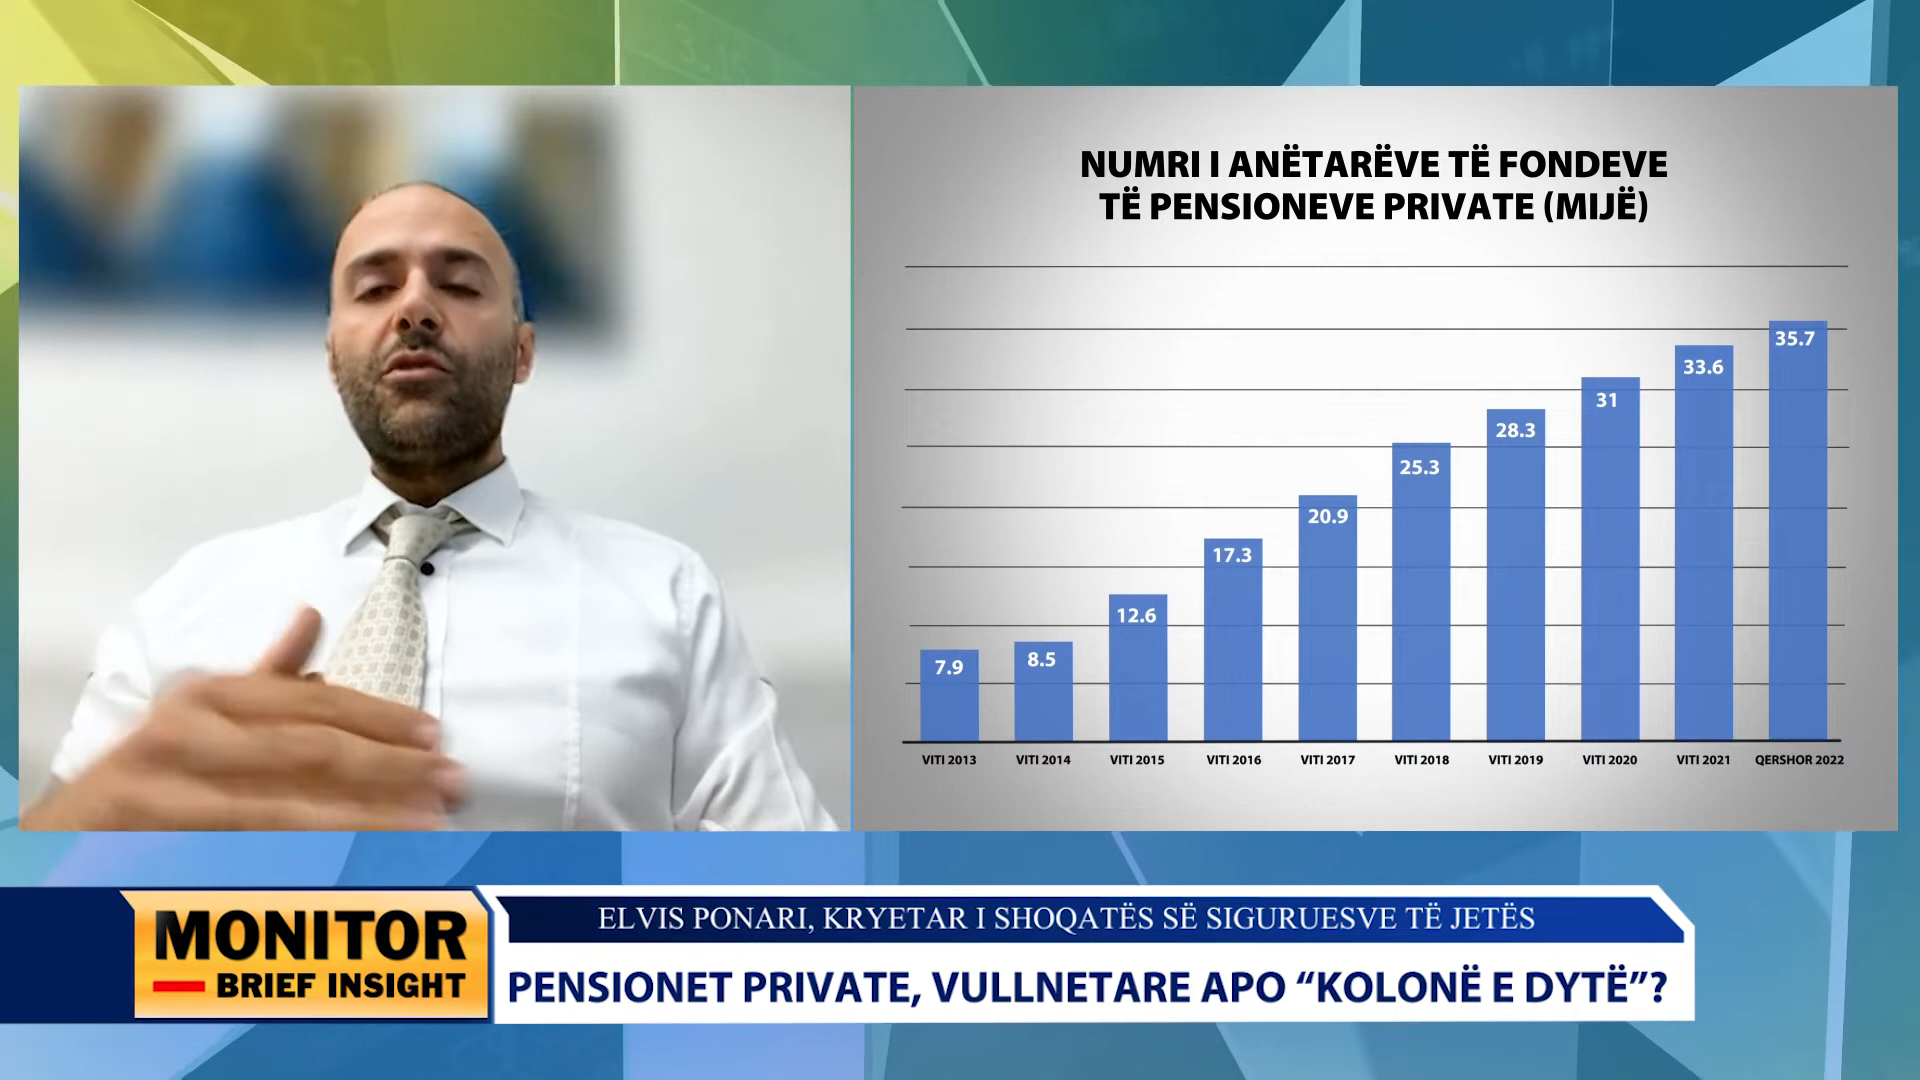 NUMRI I ANËTARËVE TË FONDEVE
TË PENSIONEVE PRIVATE (MIJË)
7.9
8.5
12.6
17.3
20.9
25.3
28.3
31
33.6
35.7
VITI 2013
VITI 2014
VITI 2015
VITI 2016
VITI 2017
VITI 2018
VITI 2019
VITI 2020
VITI 2021
QERSHOR 2022
MONITOR
BRIEF INSIGHT
ELVIS PONARI, KRYETAR I SHOQATËS SË SIGURUESVE TË JETËS
PENSIONET PRIVATE, VULLNETARE APO “KOLONË E DYTË”?